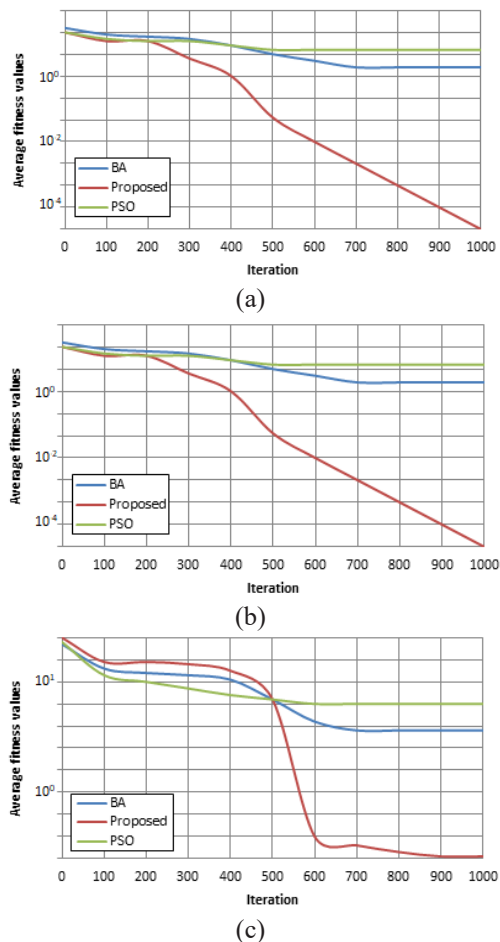 Average fitness values
10^0
10^-2
10^-4
BA
Proposed
PSO
0 100 200 300 400 500 600 700 800 900 1000
Iteration
(a)
Average fitness values
10^0
10^-2
10^-4
BA
Proposed
PSO
0 100 200 300 400 500 600 700 800 900 1000
Iteration
(b)
Average fitness values
10^1
10^0
BA
Proposed
PSO
0 100 200 300 400 500 600 700 800 900 1000
Iteration
(c)